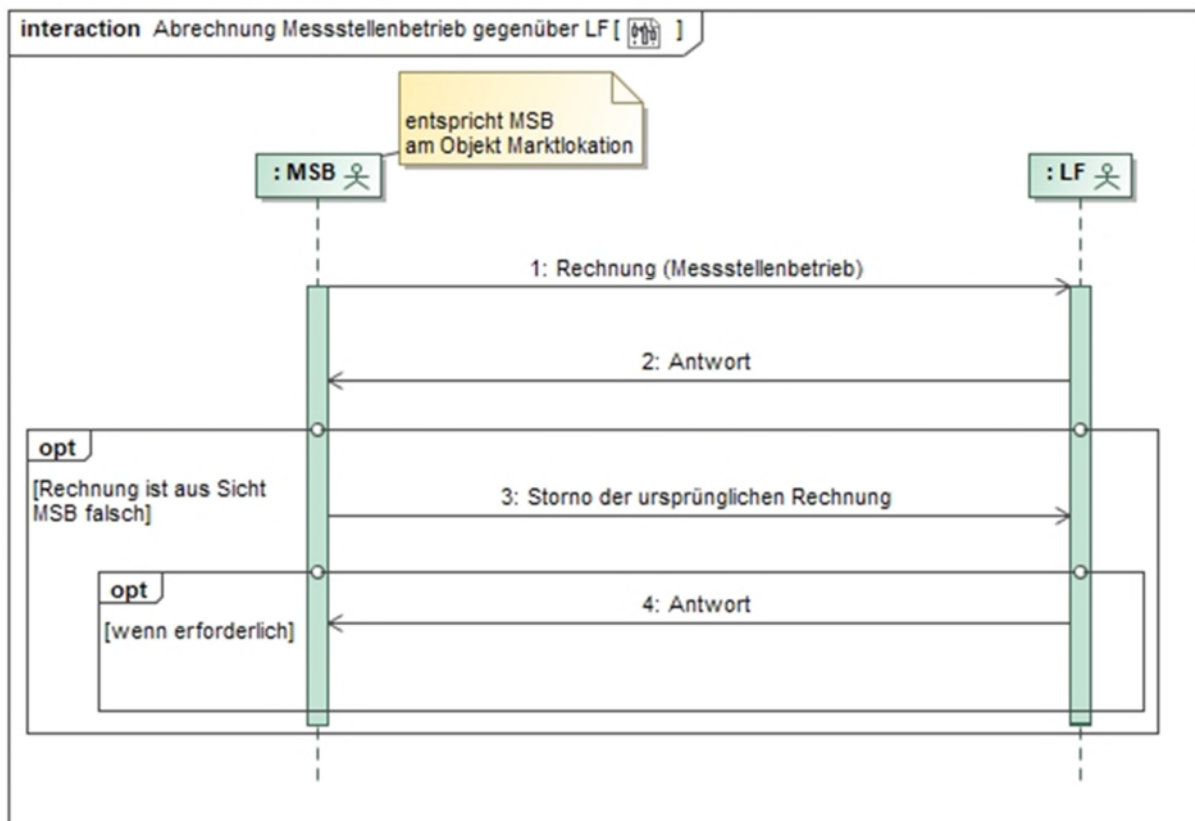 interaction Abrechnung Messstellenbetrieb gegenüber LF [ ]
entspricht MSB
am Objekt Marktlokation
: MSB
: LF
1: Rechnung (Messstellenbetrieb)
2: Antwort
opt
[Rechnung ist aus Sicht
MSB falsch]
3: Storno der ursprünglichen Rechnung
opt
4: Antwort
[wenn erforderlich]